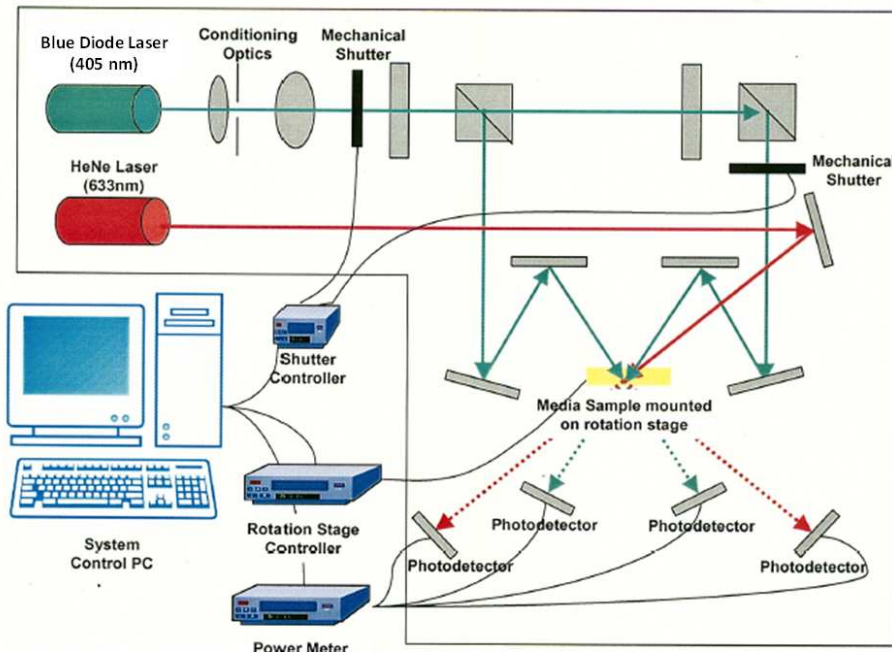 Blue Diode Laser
(405 nm)
Conditioning
Optics
Mechanical
Shutter
HeNe Laser
(633nm)
Mechanical
Shutter
Shutter
Controller
Media Sample mounted
on rotation stage
System
Control PC
Rotation Stage
Controller
Photodetector
Photodetector
Photodetector
Photodetector
Power Meter